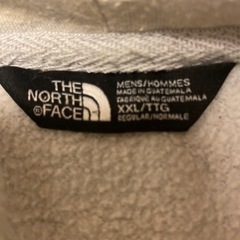 THE
NORTH
FACE
MENS/HOMMES
MADE IN GUATEMALA
FABRIQUÉ AU GUATEMALA
XXL/TTG
REGULAR/NORMALE